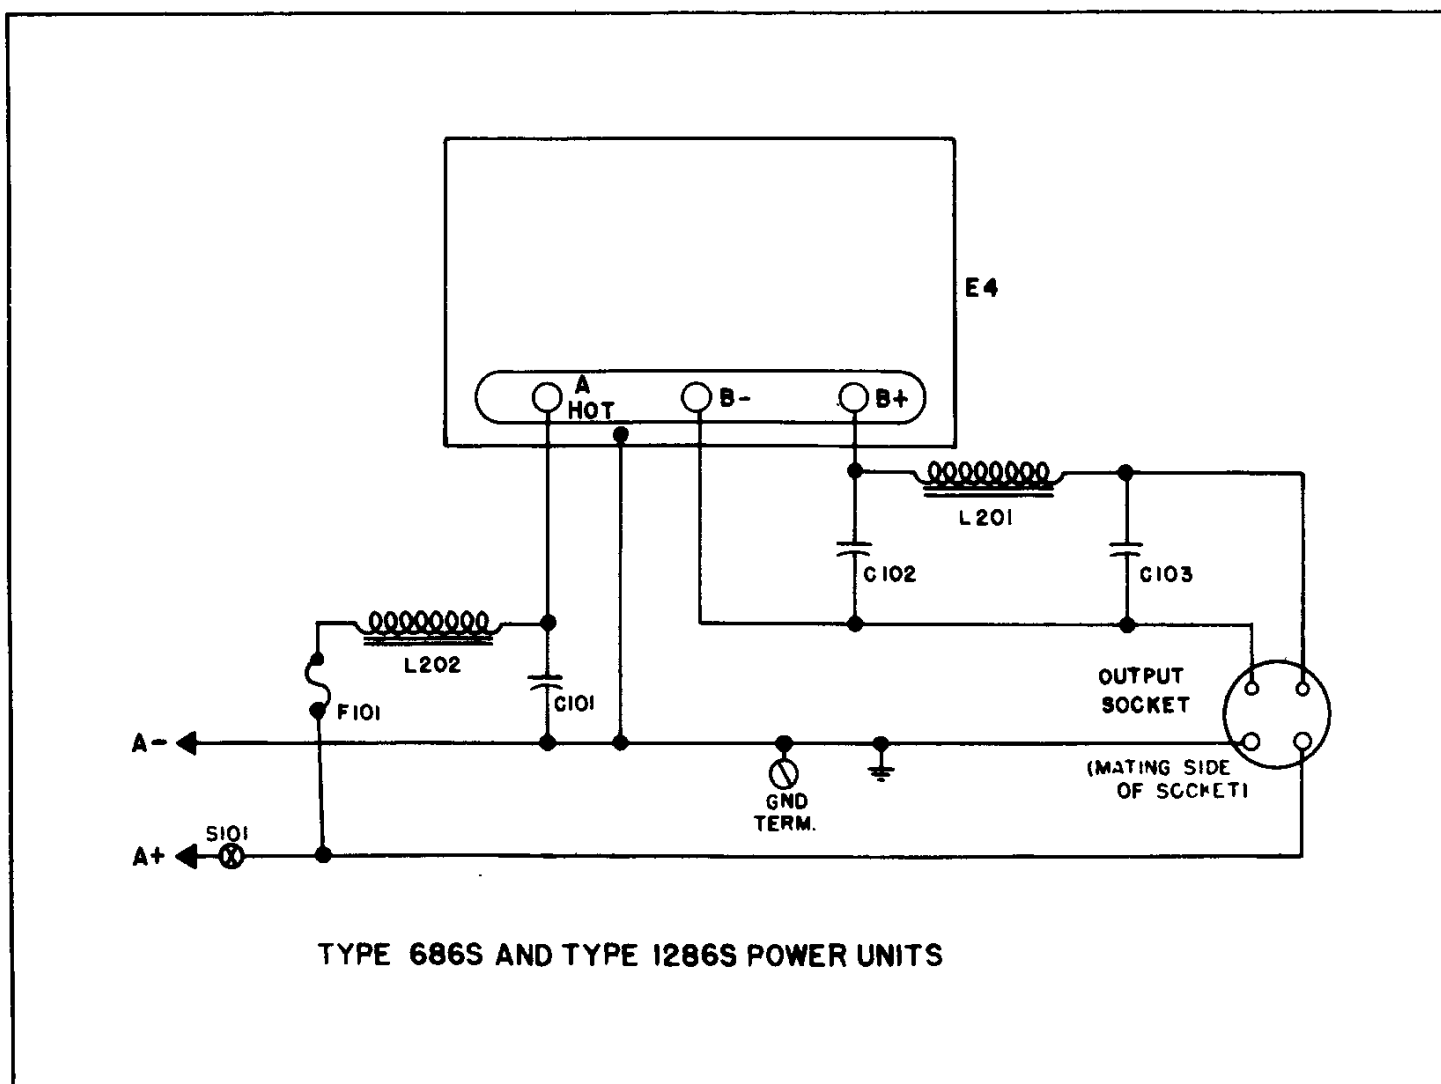 E4
A
HOT
B-
B+
L201
C102
C103
L202
C101
F101
OUTPUT
SOCKET
A-
(MATING SIDE
OF SOCKET)
GND
TERM.
S101
A+
TYPE 686S AND TYPE 1286S POWER UNITS